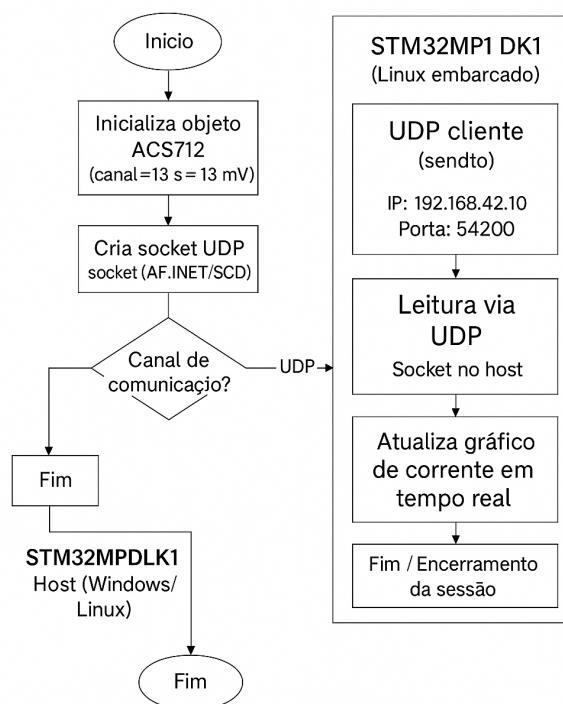 Inicio
Inicializa objeto
ACS712
(canal=13 s=13 mV)
Cria socket UDP
socket (AF.INET/SCD)
Canal de
comunicaçio?
UDP
Fim
STM32MPDLK1
Host (Windows/
Linux)
Fim
STM32MP1 DK1
(Linux embarcado)
UDP cliente
(sendto)
IP: 192.168.42.10
Porta: 54200
Leitura via
UDP
Socket no host
Atualiza gráfico
de corrente em
tempo real
Fim / Encerramento
da sessão